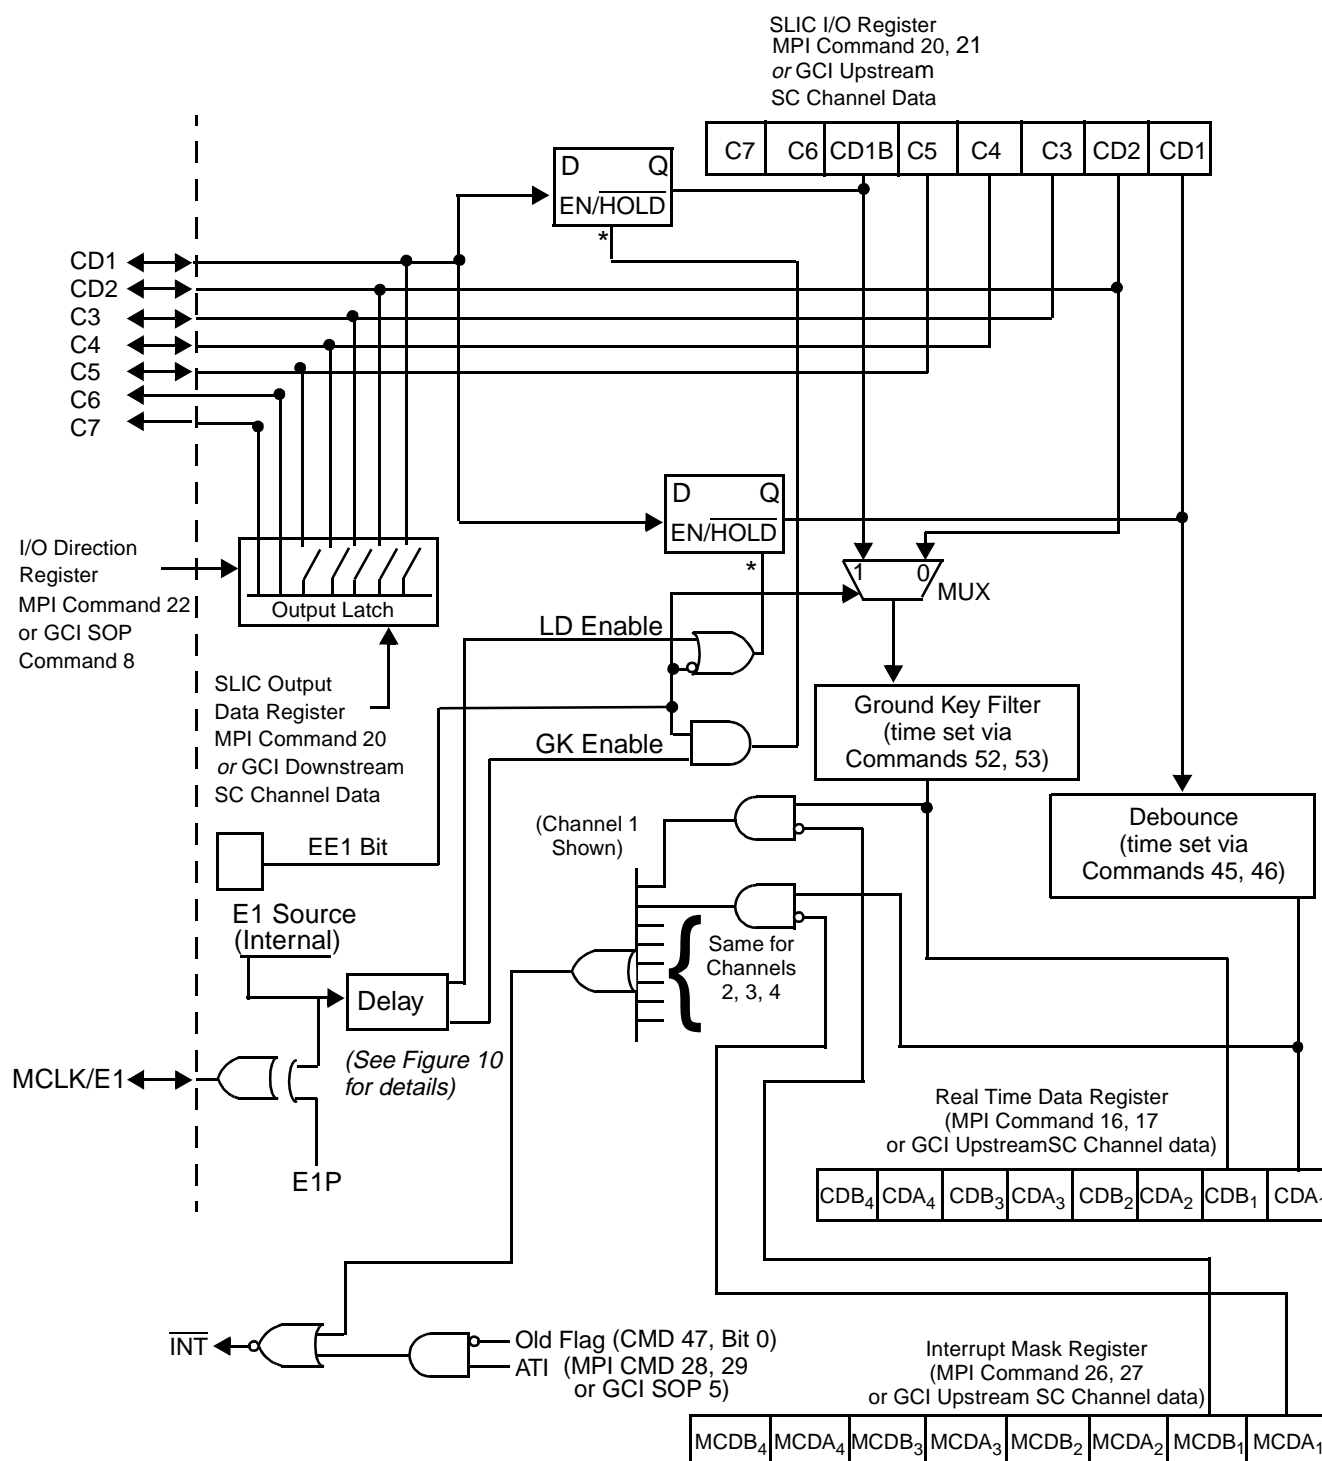 SLIC I/O Register
MPI Command 20, 21
or GCI Upstream
SC Channel Data
C7 C6 CD1B C5 C4 C3 CD2 CD1
D Q
EN/HOLD
*
CD1
CD2
C3
C4
C5
C6
C7
D Q
EN/HOLD
*
I/O Direction
Register
MPI Command 22
or GCI SOP
Command 8
Output Latch
1 0
MUX
LD Enable
SLIC Output
Data Register
MPI Command 20
or GCI Downstream
SC Channel Data
GK Enable
Ground Key Filter
(time set via
Commands 52, 53)
Debounce
(time set via
Commands 45, 46)
(Channel 1
Shown)
EE1 Bit
E1 Source
(Internal)
Same for
Channels
2, 3, 4
Delay
(See Figure 10
for details)
MCLK/E1
E1P
Real Time Data Register
(MPI Command 16, 17
or GCI UpstreamSC Channel data)
CDB4 CDA4 CDB3 CDA3 CDB2 CDA2 CDB1 CDA1
INT
Old Flag (CMD 47, Bit 0)
ATI (MPI CMD 28, 29
or GCI SOP 5)
Interrupt Mask Register
(MPI Command 26, 27
or GCI Upstream SC Channel data)
MCDB4 MCDA4 MCDB3 MCDA3 MCDB2 MCDA2 MCDB1 MCDA1